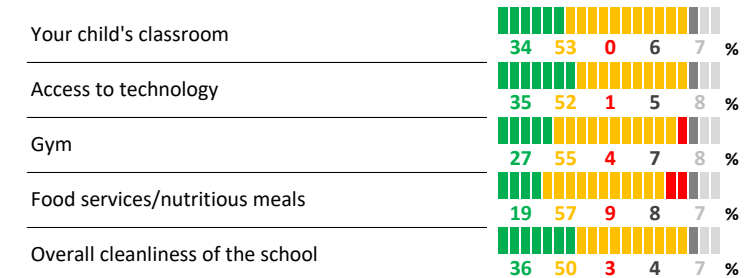 Your child's classroom
34 53 0 6 7 %
Access to technology
35 52 1 5 8 %
Gym
27 55 4 7 8 %
Food services/nutritious meals
19 57 9 8 7 %
Overall cleanliness of the school
36 50 3 4 7 %